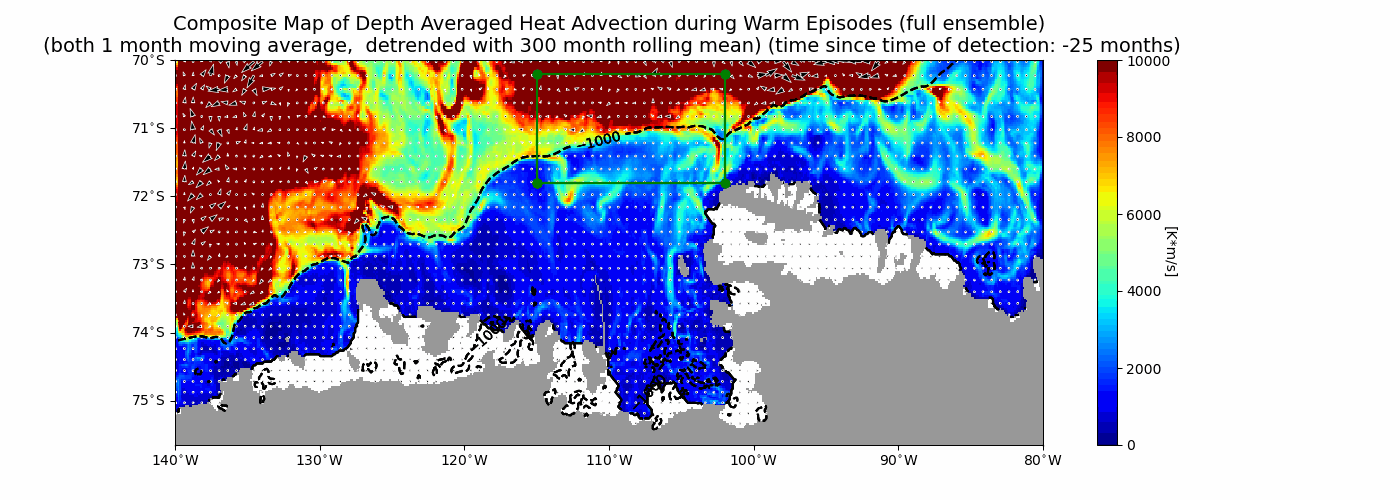 Composite Map of Depth Averaged Heat Advection during Warm Episodes (full ensemble)
(both 1 month moving average,  detrended with 300 month rolling mean) (time since time of detection: -25 months)
70°S
71°S
72°S
73°S
74°S
75°S
140°W
130°W
120°W
110°W
100°W
90°W
80°W
-1000
-1000
10000
8000
6000
4000
2000
0
[K*m/s]